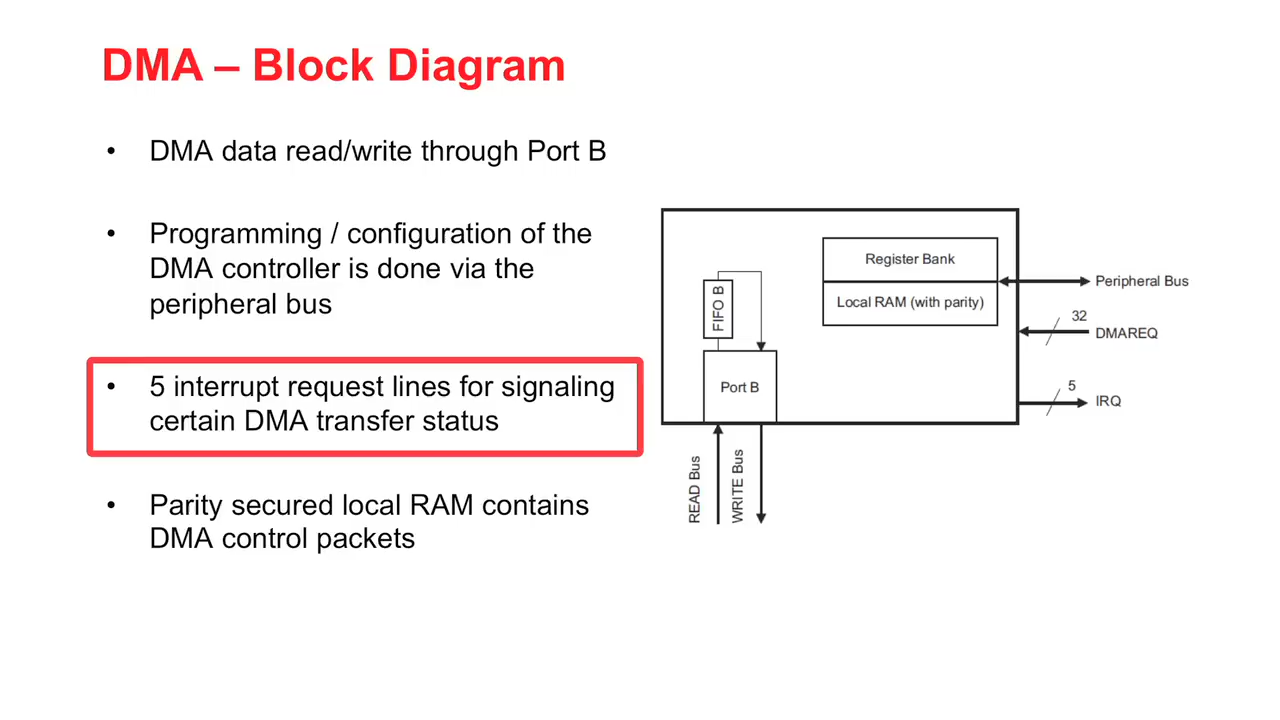 DMA – Block Diagram
• DMA data read/write through Port B
• Programming / configuration of the
DMA controller is done via the
peripheral bus
• 5 interrupt request lines for signaling
certain DMA transfer status
• Parity secured local RAM contains
DMA control packets
Register Bank
Local RAM (with parity)
FIFO B
Port B
READ Bus
WRITE Bus
Peripheral Bus
32
DMAREQ
5
IRQ